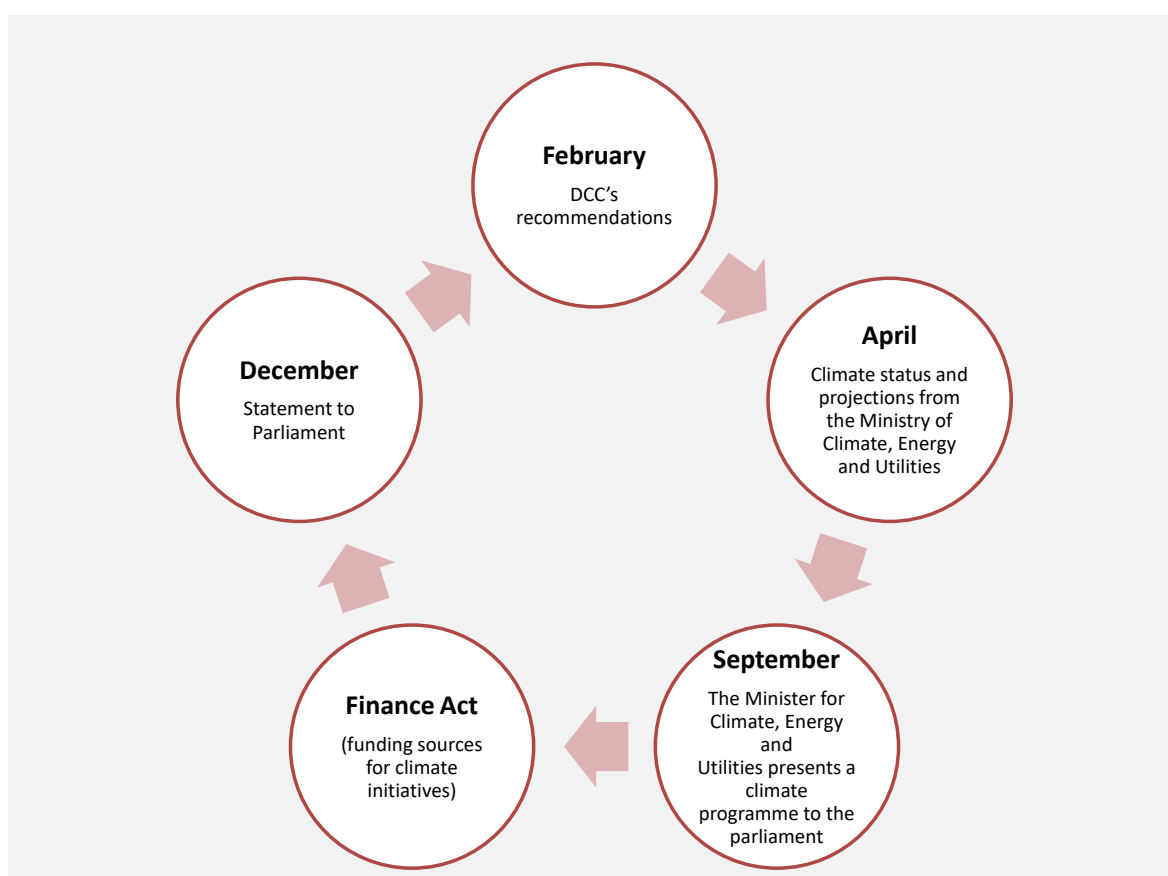 February
DCC’s
recommendations
April
Climate status and
projections from
the Ministry of
Climate, Energy
and Utilities
September
The Minister for
Climate, Energy
and
Utilities presents a
climate
programme to the
parliament
Finance Act
(funding sources
for climate
initiatives)
December
Statement to
Parliament